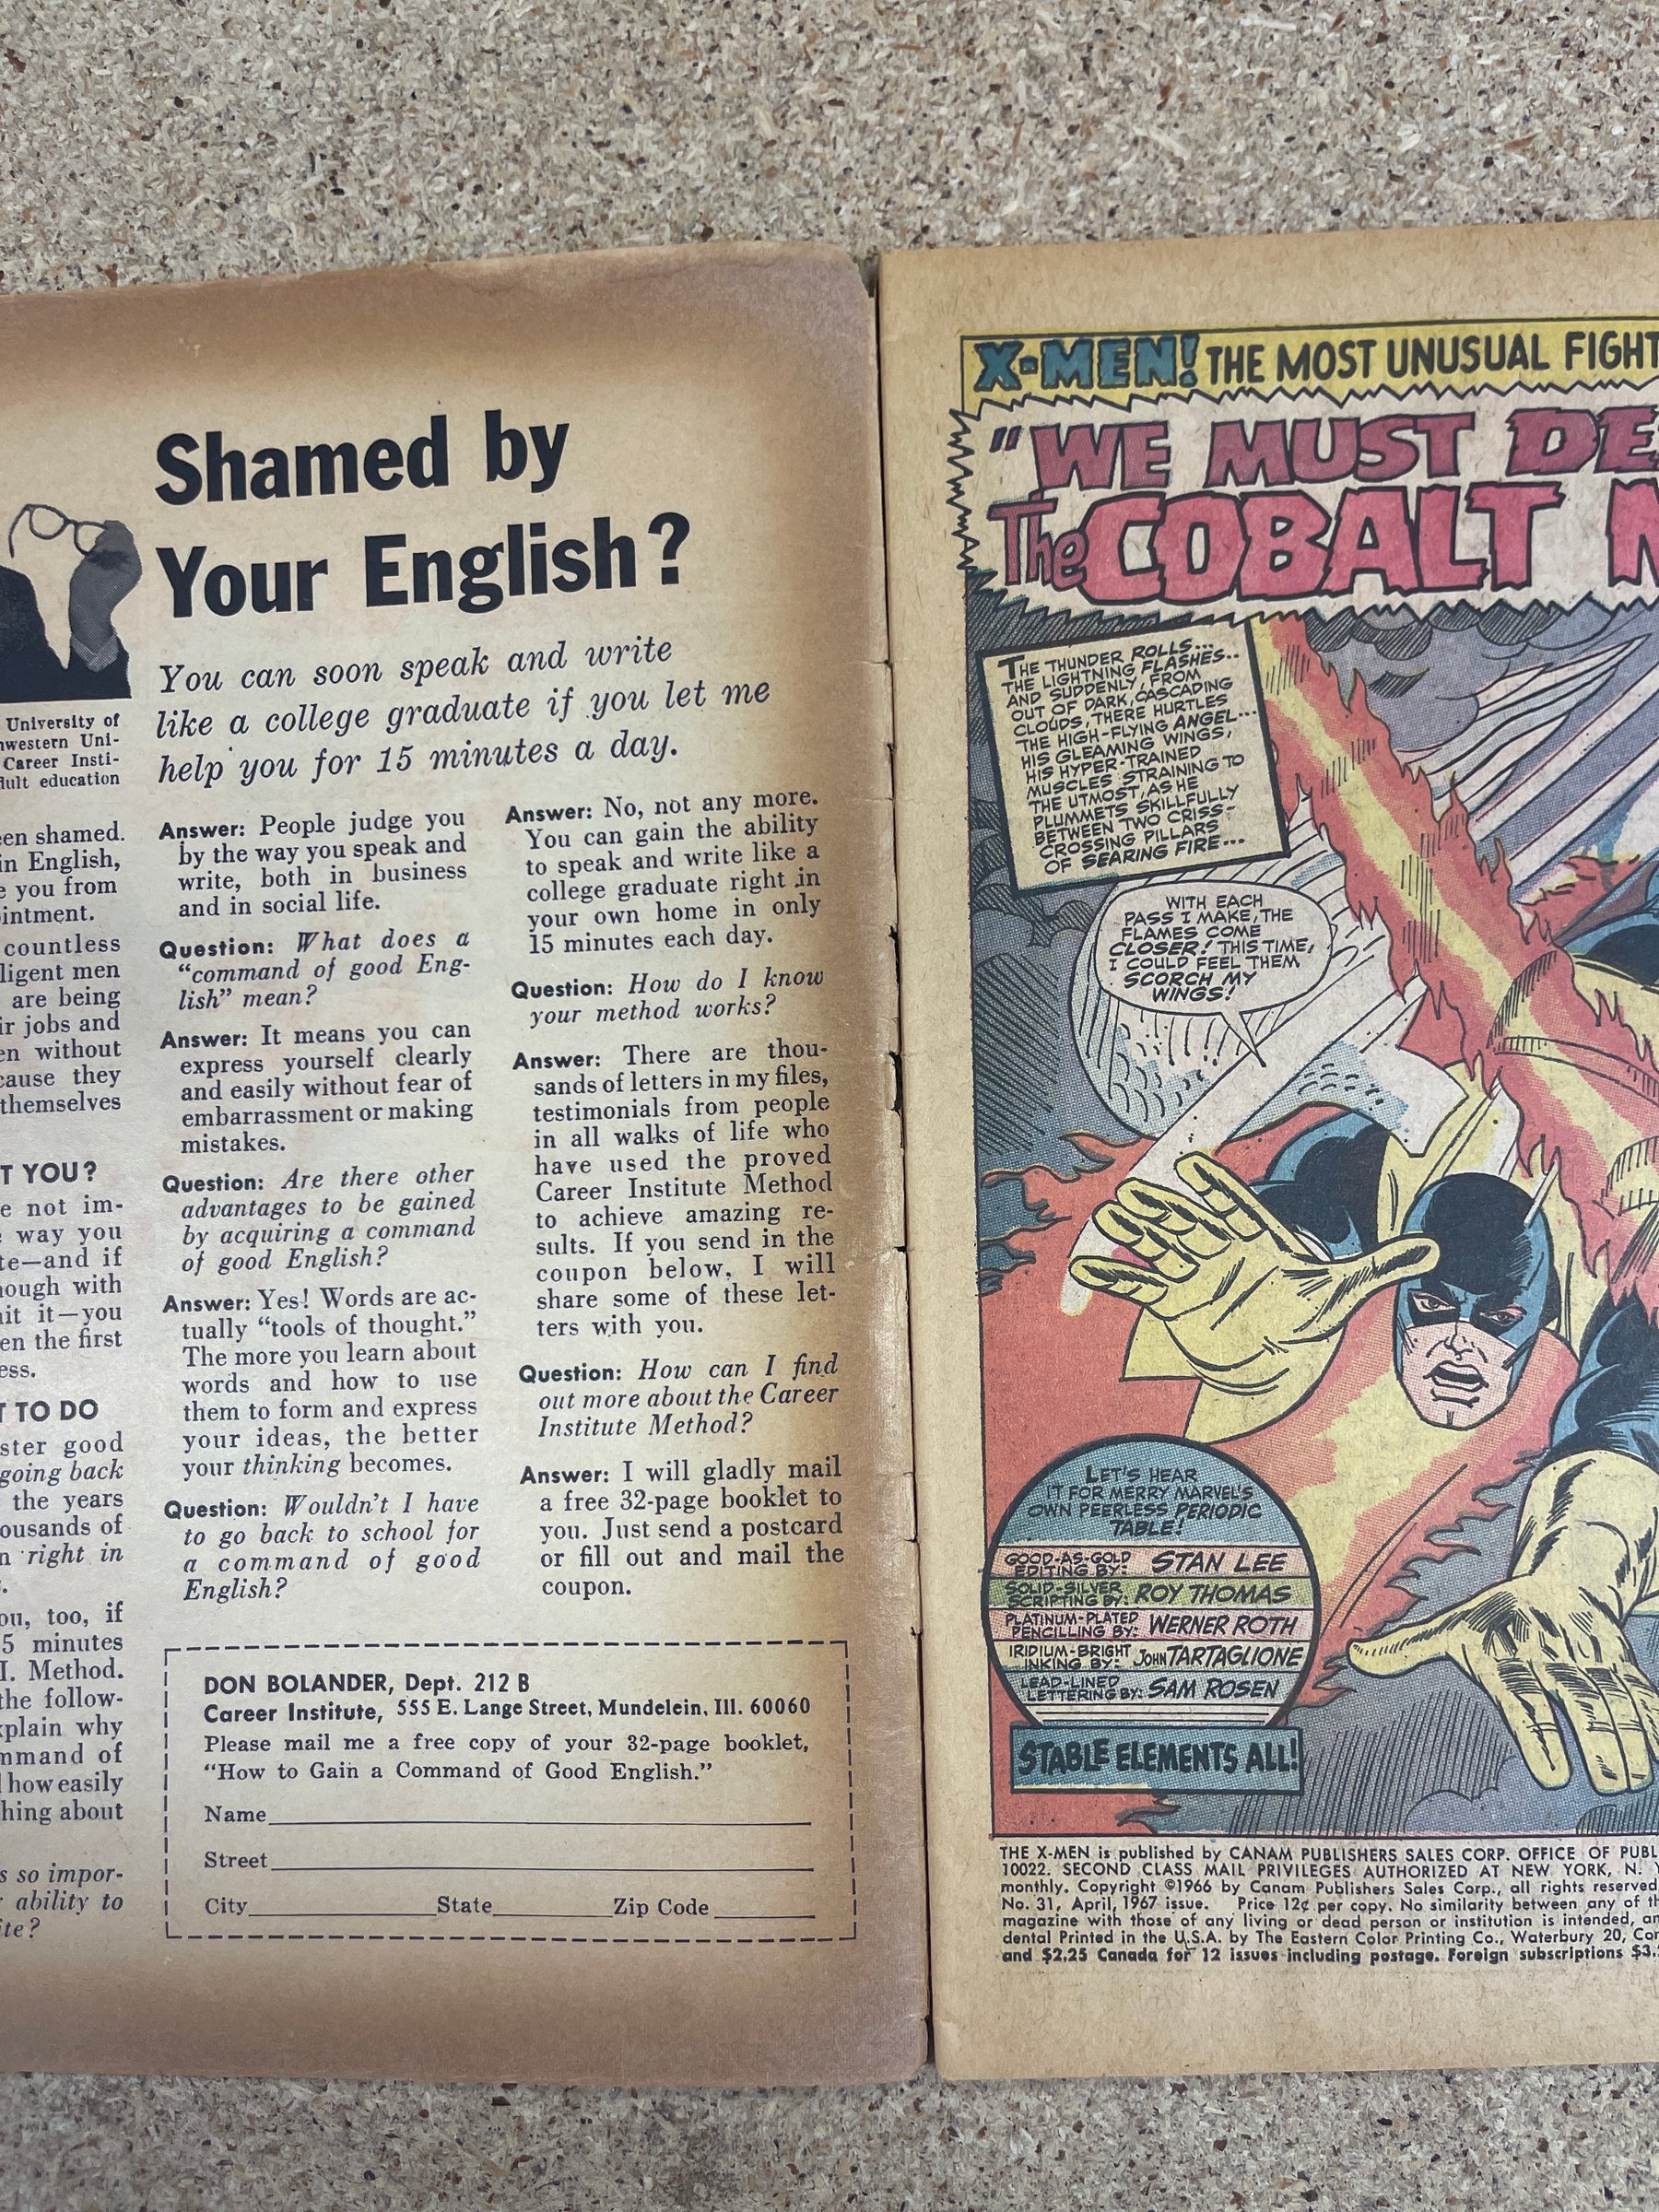 Shamed by
Your English?
You can soon speak and write
like a college graduate if you let me
help you for 15 minutes a day.
University of
western Uni-
Career Insti-
education
been shamed.
in English,
you from
countless
men
are being
jobs and
without
they
themselves
YOU?
not im-
way you
and if
with
it—you
the first
TO DO
good
going back
the years
of
right in
too, if
minutes
Method.
the follow-
why
of
how easily
about
so impor-
ability to
Answer: People judge you
by the way you speak and
write, both in business
and in social life.
Question: What does a
“command of good Eng-
lish” mean?
Answer: It means you can
express yourself clearly
and easily without fear of
embarrassment or making
mistakes.
Question: Are there other
advantages to be gained
by acquiring a command
of good English?
Answer: Yes! Words are ac-
tually “tools of thought.”
The more you learn about
words and how to use
them to form and express
your ideas, the better
your thinking becomes.
Question: Wouldn’t I have
to go back to school for
a command of good
English?
Answer: No, not any more.
You can gain the ability
to speak and write like a
college graduate right in
your own home in only
15 minutes each day.
Question: How do I know
your method works?
Answer: There are thou-
sands of letters in my files,
testimonials from people
in all walks of life who
have used the proved
Career Institute Method
to achieve amazing re-
sults. If you send in the
coupon below, I will
share some of these let-
ters with you.
Question: How can I find
out more about the Career
Institute Method?
Answer: I will gladly mail
a free 32-page booklet to
you. Just send a postcard
or fill out and mail the
coupon.
DON BOLANDER, Dept. 212 B
Career Institute, 555 E. Lange Street, Mundelein, Ill. 60060
Please mail me a free copy of your 32-page booklet,
“How to Gain a Command of Good English.”
Name
Street
City State Zip Code
X-MEN! THE MOST UNUSUAL
"WE MUST
The COBALT
THE THUNDER ROLLS...
THE LIGHTNING FLASHES..
AND SUDDENLY, FROM
OUT OF DARK, CASCADING
CLOUDS, THERE HURTLES
THE HIGH-FLYING ANGEL...
HIS GLEAMING WINGS,
HIS HYPER-TRAINED
MUSCLES STRAINING TO
THE UTMOST, AS HE
PLUMMETS SKILLFULLY
BETWEEN TWO CRISS-
CROSSING PILLARS
OF SEARING FIRE...
WITH EACH
PASS I MAKE, THE
FLAMES COME
CLOSER! THIS TIME,
I COULD FEEL THEM
SCORCH MY
WINGS!
LET'S HEAR
IT FOR MERRY MARVEL'S
OWN PEERLESS PERIODIC
TABLE!
GOOD-AS-GOLD
EDITING BY: STAN LEE
SOLID-SILVER
SCRIPTING BY: ROY THOMAS
PLATINUM-PLATED
PENCILLING BY: WERNER ROTH
IRIDIUM-BRIGHT
INKING BY: JOHN TARTAGLIONE
LEAD-LINED
LETTERING BY: SAM ROSEN
STABLE ELEMENTS ALL!
THE X-MEN is published by CANAM PUBLISHERS SALES CORP. OFFICE OF
10022. SECOND CLASS MAIL PRIVILEGES AUTHORIZED AT NEW YORK, N.
monthly. Copyright ©1966 by Canam Publishers Sales Corp., all rights reserved
No. 31, April, 1967 issue. Price 12¢ per copy. No similarity between any of
magazine with those of any living or dead person or institution is intended,
dental Printed in the U.S.A. by The Eastern Color Printing Co., Waterbury 20,
and $2.25 Canada for 12 issues including postage. Foreign subscriptions